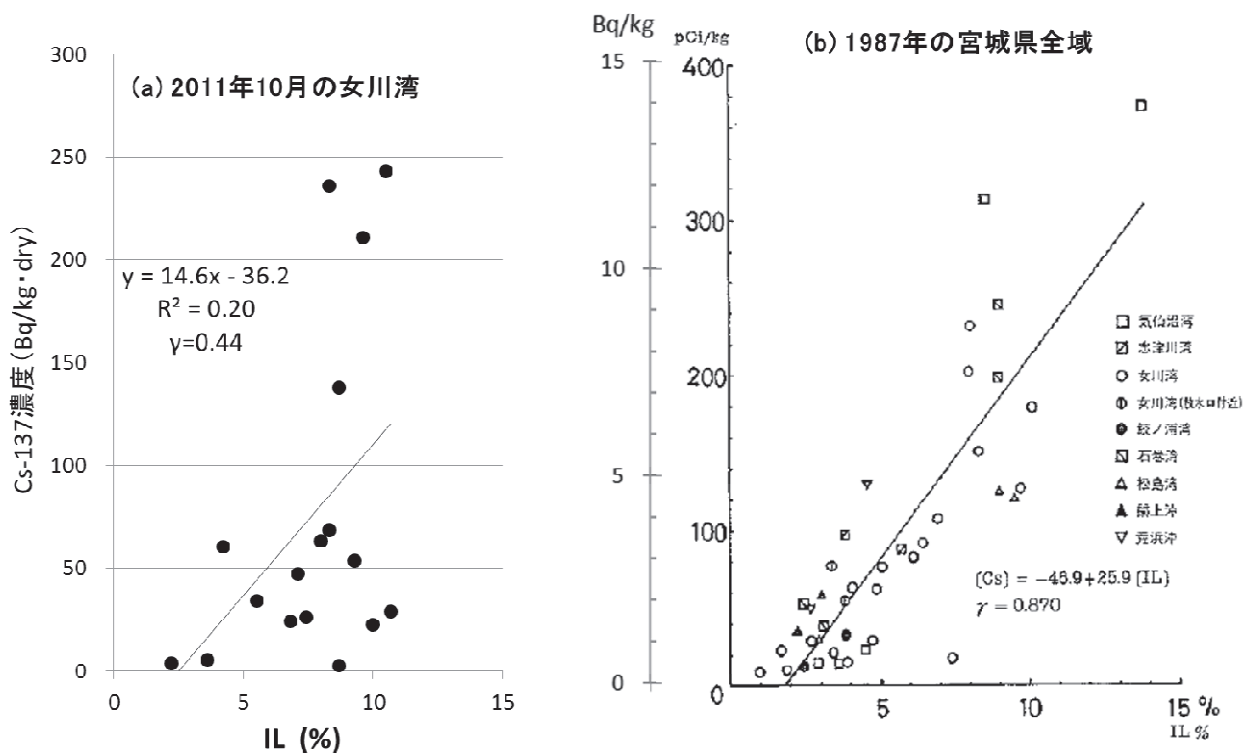 (a) 2011年10月の女川湾
Cs-137濃度(Bq/kg・dry)
300
250
200
150
100
50
0
y = 14.6x - 36.2
R² = 0.20
γ=0.44
0
5
10
15
IL (%)
Bq/kg
15
10
5
0
pCi/kg
(b) 1987年の宮城県全域
400
300
200
100
0
気仙沼湾
志津川湾
女川湾
女川湾(放水口付近)
鮫ノ浦湾
石巻湾
松島湾
荒浜沖
(Cs) = -46.9+25.9 (IL)
γ = 0.870
5
10
15 %
IL %